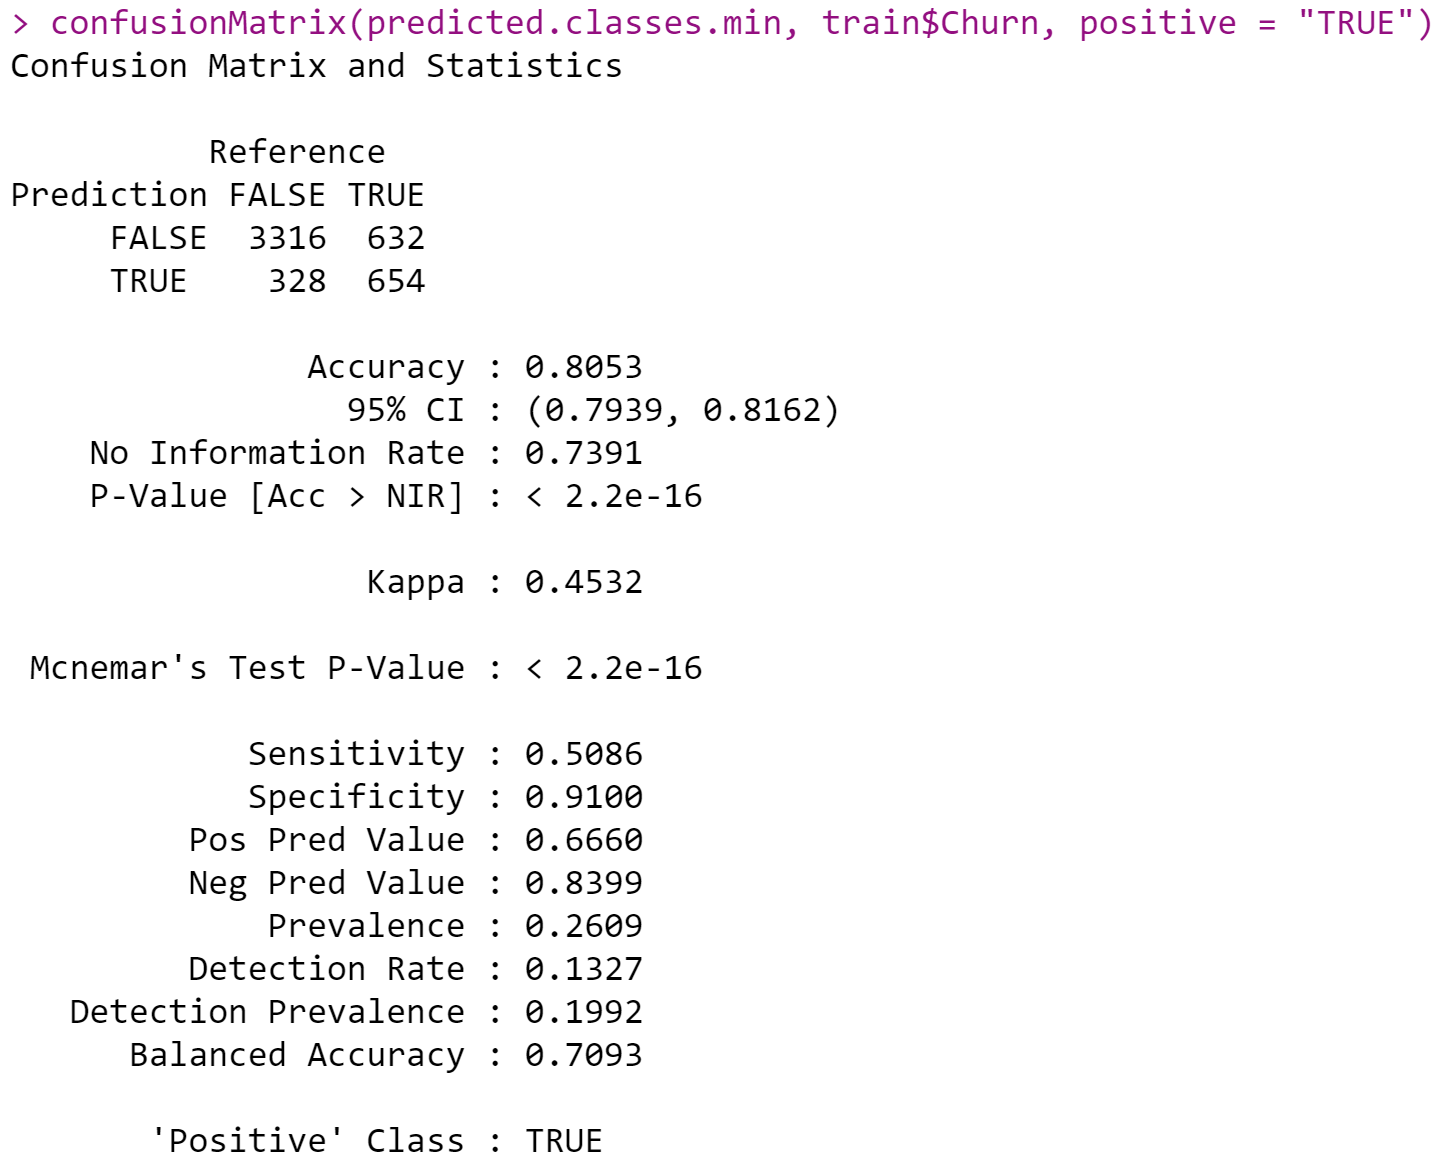 > confusionMatrix(predicted.classes.min, train$Churn, positive = "TRUE")
Confusion Matrix and Statistics
Reference
Prediction FALSE TRUE
FALSE 3316 632
TRUE 328 654
Accuracy : 0.8053
95% CI : (0.7939, 0.8162)
No Information Rate : 0.7391
P-Value [Acc > NIR] : < 2.2e-16
Kappa : 0.4532
Mcnemar's Test P-Value : < 2.2e-16
Sensitivity : 0.5086
Specificity : 0.9100
Pos Pred Value : 0.6660
Neg Pred Value : 0.8399
Prevalence : 0.2609
Detection Rate : 0.1327
Detection Prevalence : 0.1992
Balanced Accuracy : 0.7093
'Positive' Class : TRUE